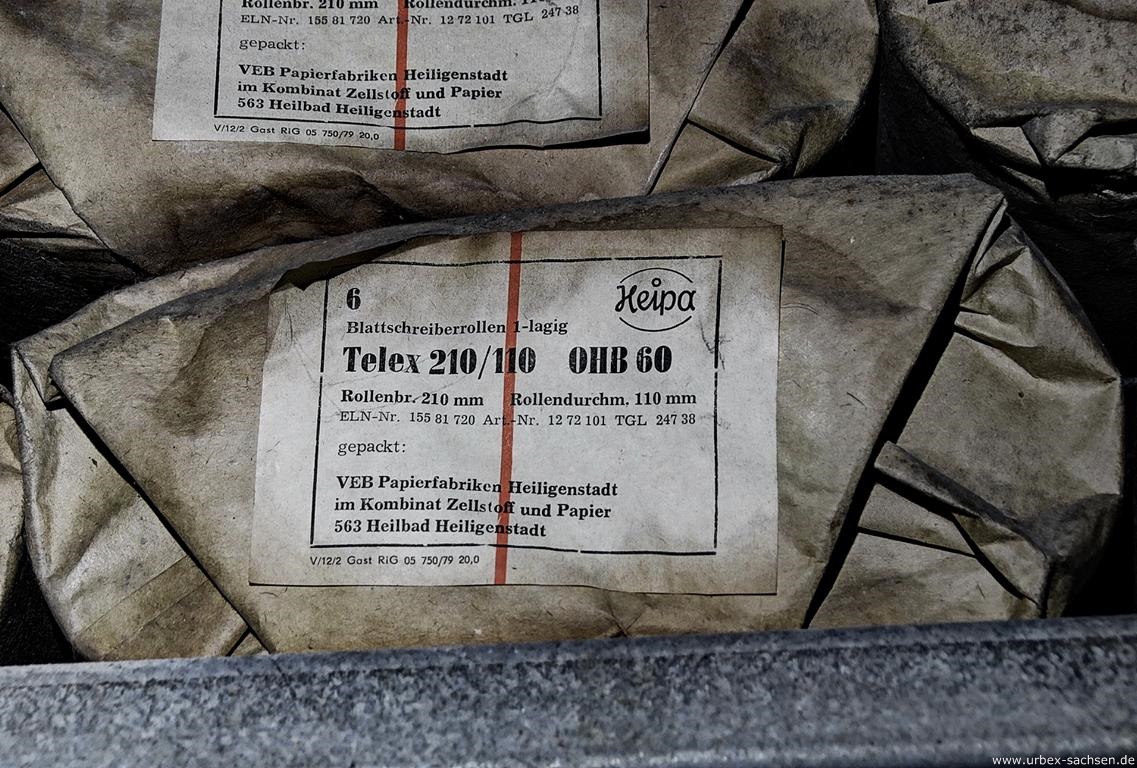 Rollenbr. 210 mm Rollendurchm.
ELN-Nr. 155 81 720 Art.-Nr. 12 72 101 TGL 247 38
gepackt:
VEB Papierfabriken Heiligenstadt
im Kombinat Zellstoff und Papier
563 Heilbad Heiligenstadt
V/12/2 Gast RiG 05 750/79 20,0
6
Heipa
Blattschreiberrollen 1-lagig
Telex 210/110 OHB 60
Rollenbr. 210 mm Rollendurchm. 110 mm
ELN-Nr. 155 81 720 Art.-Nr. 12 72 101 TGL 247 38
gepackt:
VEB Papierfabriken Heiligenstadt
im Kombinat Zellstoff und Papier
563 Heilbad Heiligenstadt
V/12/2 Gast RiG 05 750/79 20,0
www.urbex-sachsen.de